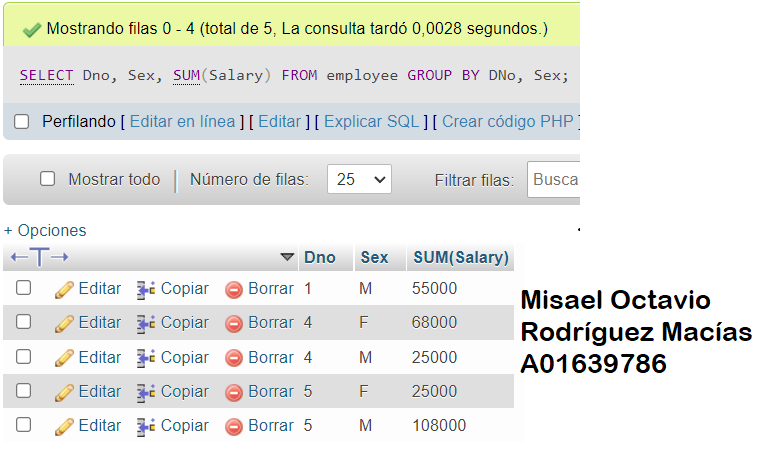 Mostrando filas 0 - 4 (total de 5, La consulta tardó 0,0028 segundos.)
SELECT Dno, Sex, SUM(Salary) FROM employee GROUP BY DNo, Sex;
Perfilando [ Editar en línea ] [ Editar ] [ Explicar SQL ] [ Crear código PHP ]
Mostrar todo | Número de filas: 25 Filtrar filas: Busca
+ Opciones
←T→ Dno Sex SUM(Salary)
Editar Copiar Borrar 1 M 55000
Editar Copiar Borrar 4 F 68000
Editar Copiar Borrar 4 M 25000
Editar Copiar Borrar 5 F 25000
Editar Copiar Borrar 5 M 108000
Misael Octavio
Rodríguez Macías
A01639786